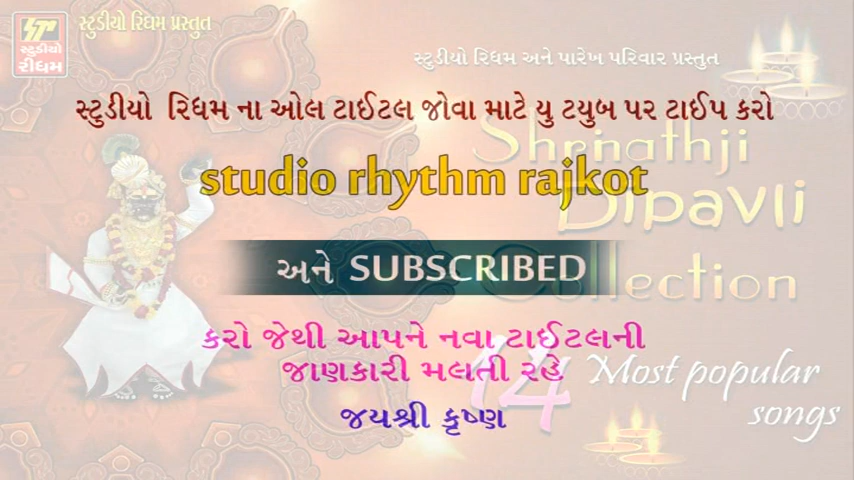 સ્ટુડીયો રિધમ પ્રસ્તુત
સ્ટુડીયો
રીધમ
સ્ટુડીયો રિધમ અને પારેખ પરિવાર પ્રસ્તુત
સ્ટુડીયો રિધમ ના ઓલ ટાઈટલ જોવા માટે યુ ટયુબ પર ટાઈપ કરો
Shrinathji
studio rhythm rajkot
Dipavli
અને SUBSCRIBED
Collection
કરો જેથી આપને નવા ટાઈટલની
જાણકારી મલતી રહે
14 Most popular
songs
જયશ્રી કૃષ્ણ